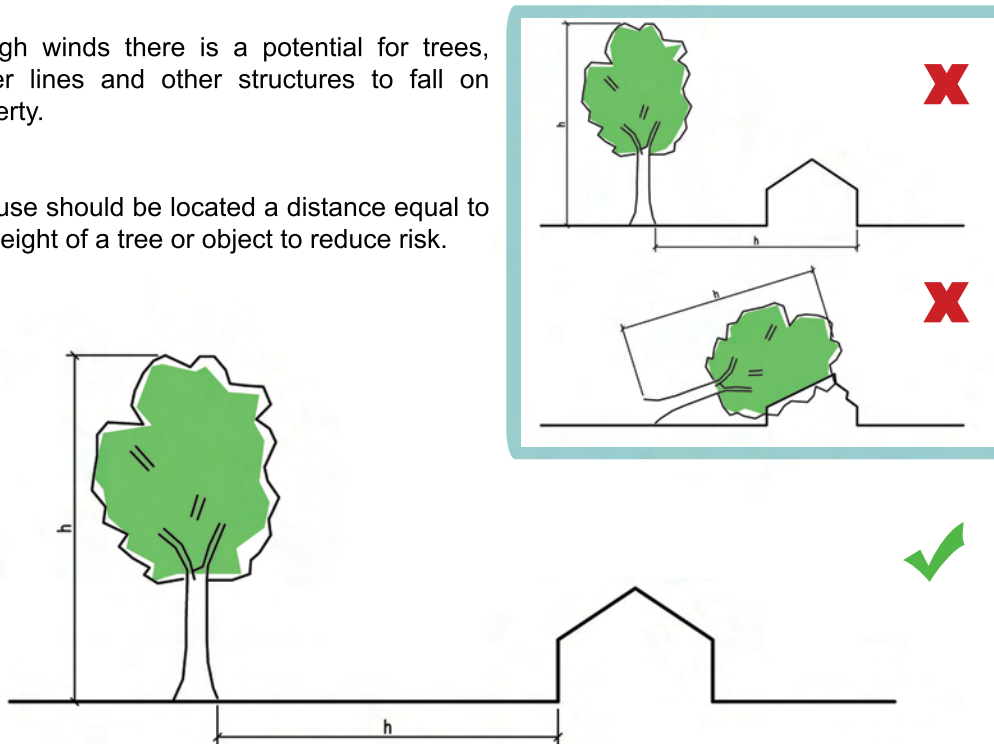 gh winds there is a potential for trees,
er lines and other structures to fall on
erty.
use should be located a distance equal to
eight of a tree or object to reduce risk.
h
h
h
h
h